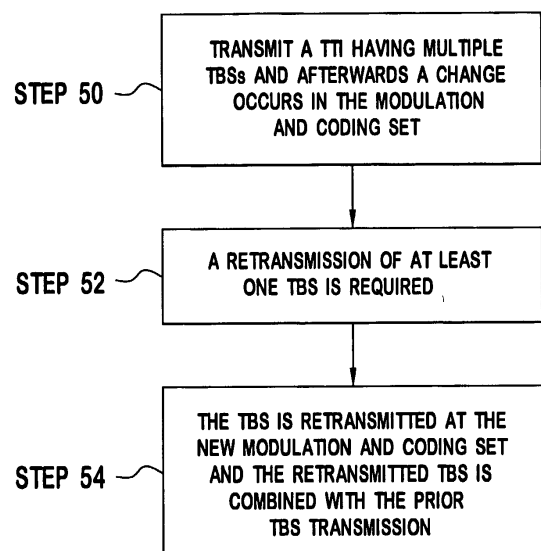 TRANSMIT A TTI HAVING MULTIPLE
TBSs AND AFTERWARDS A CHANGE
OCCURS IN THE MODULATION
AND CODING SET
STEP 50
A RETRANSMISSION OF AT LEAST
ONE TBS IS REQUIRED
STEP 52
THE TBS IS RETRANSMITTED AT THE
NEW MODULATION AND CODING SET
AND THE RETRANSMITTED TBS IS
COMBINED WITH THE PRIOR
TBS TRANSMISSION.
STEP 54